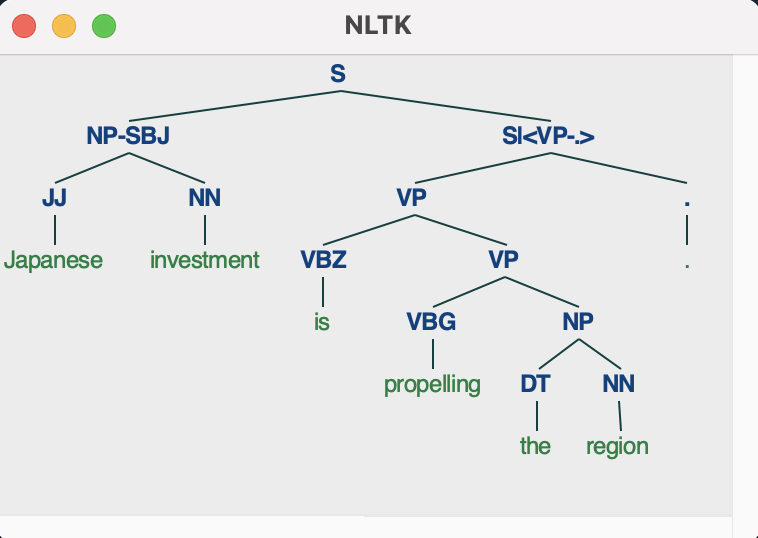 NLTK
S
NP-SBJ S|<VP-.>
JJ NN VP .
Japanese investment VBZ VP .
is VBG NP
propelling DT NN
the region